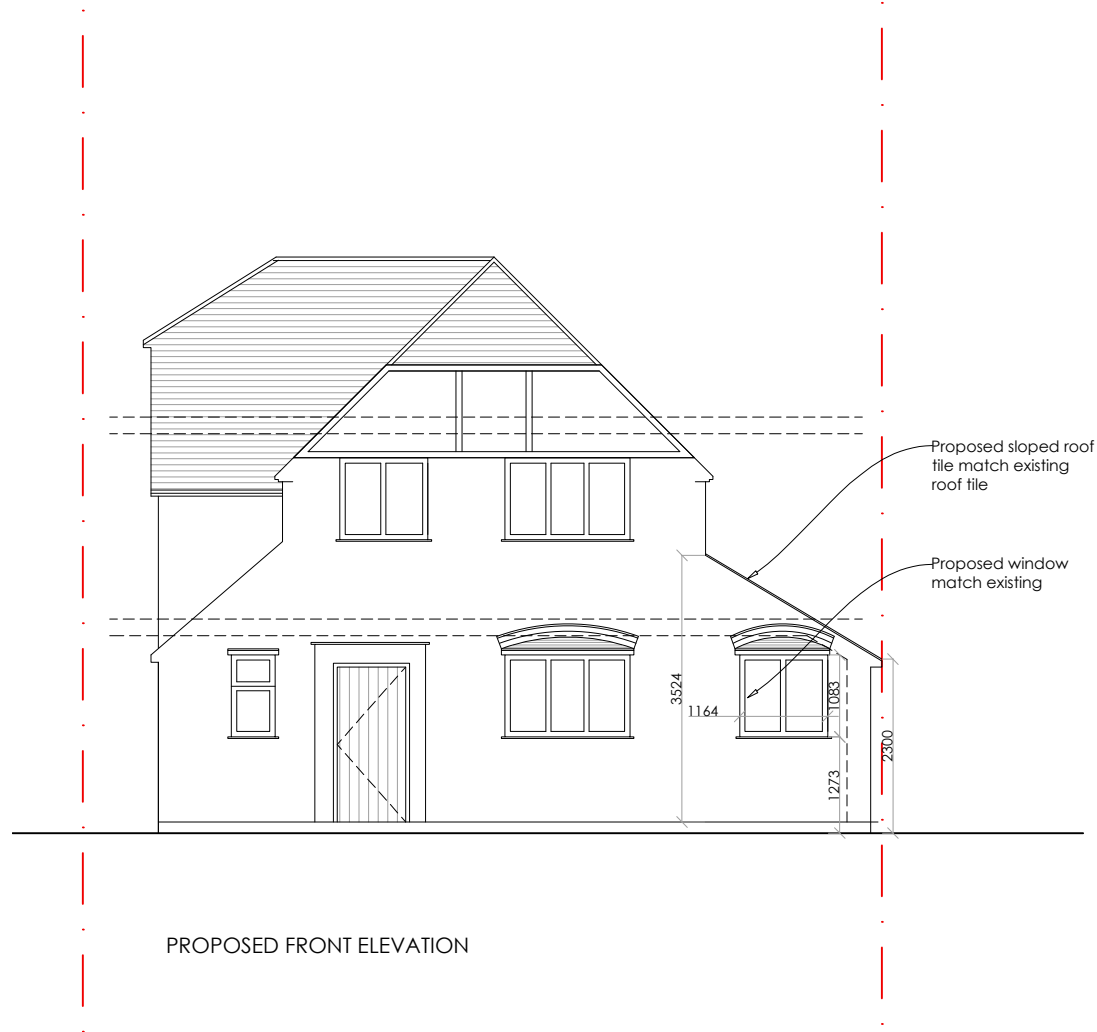 Proposed sloped roof
tile match existing
roof tile
Proposed window
match existing
3524
1164
1083
1273
2300
PROPOSED FRONT ELEVATION